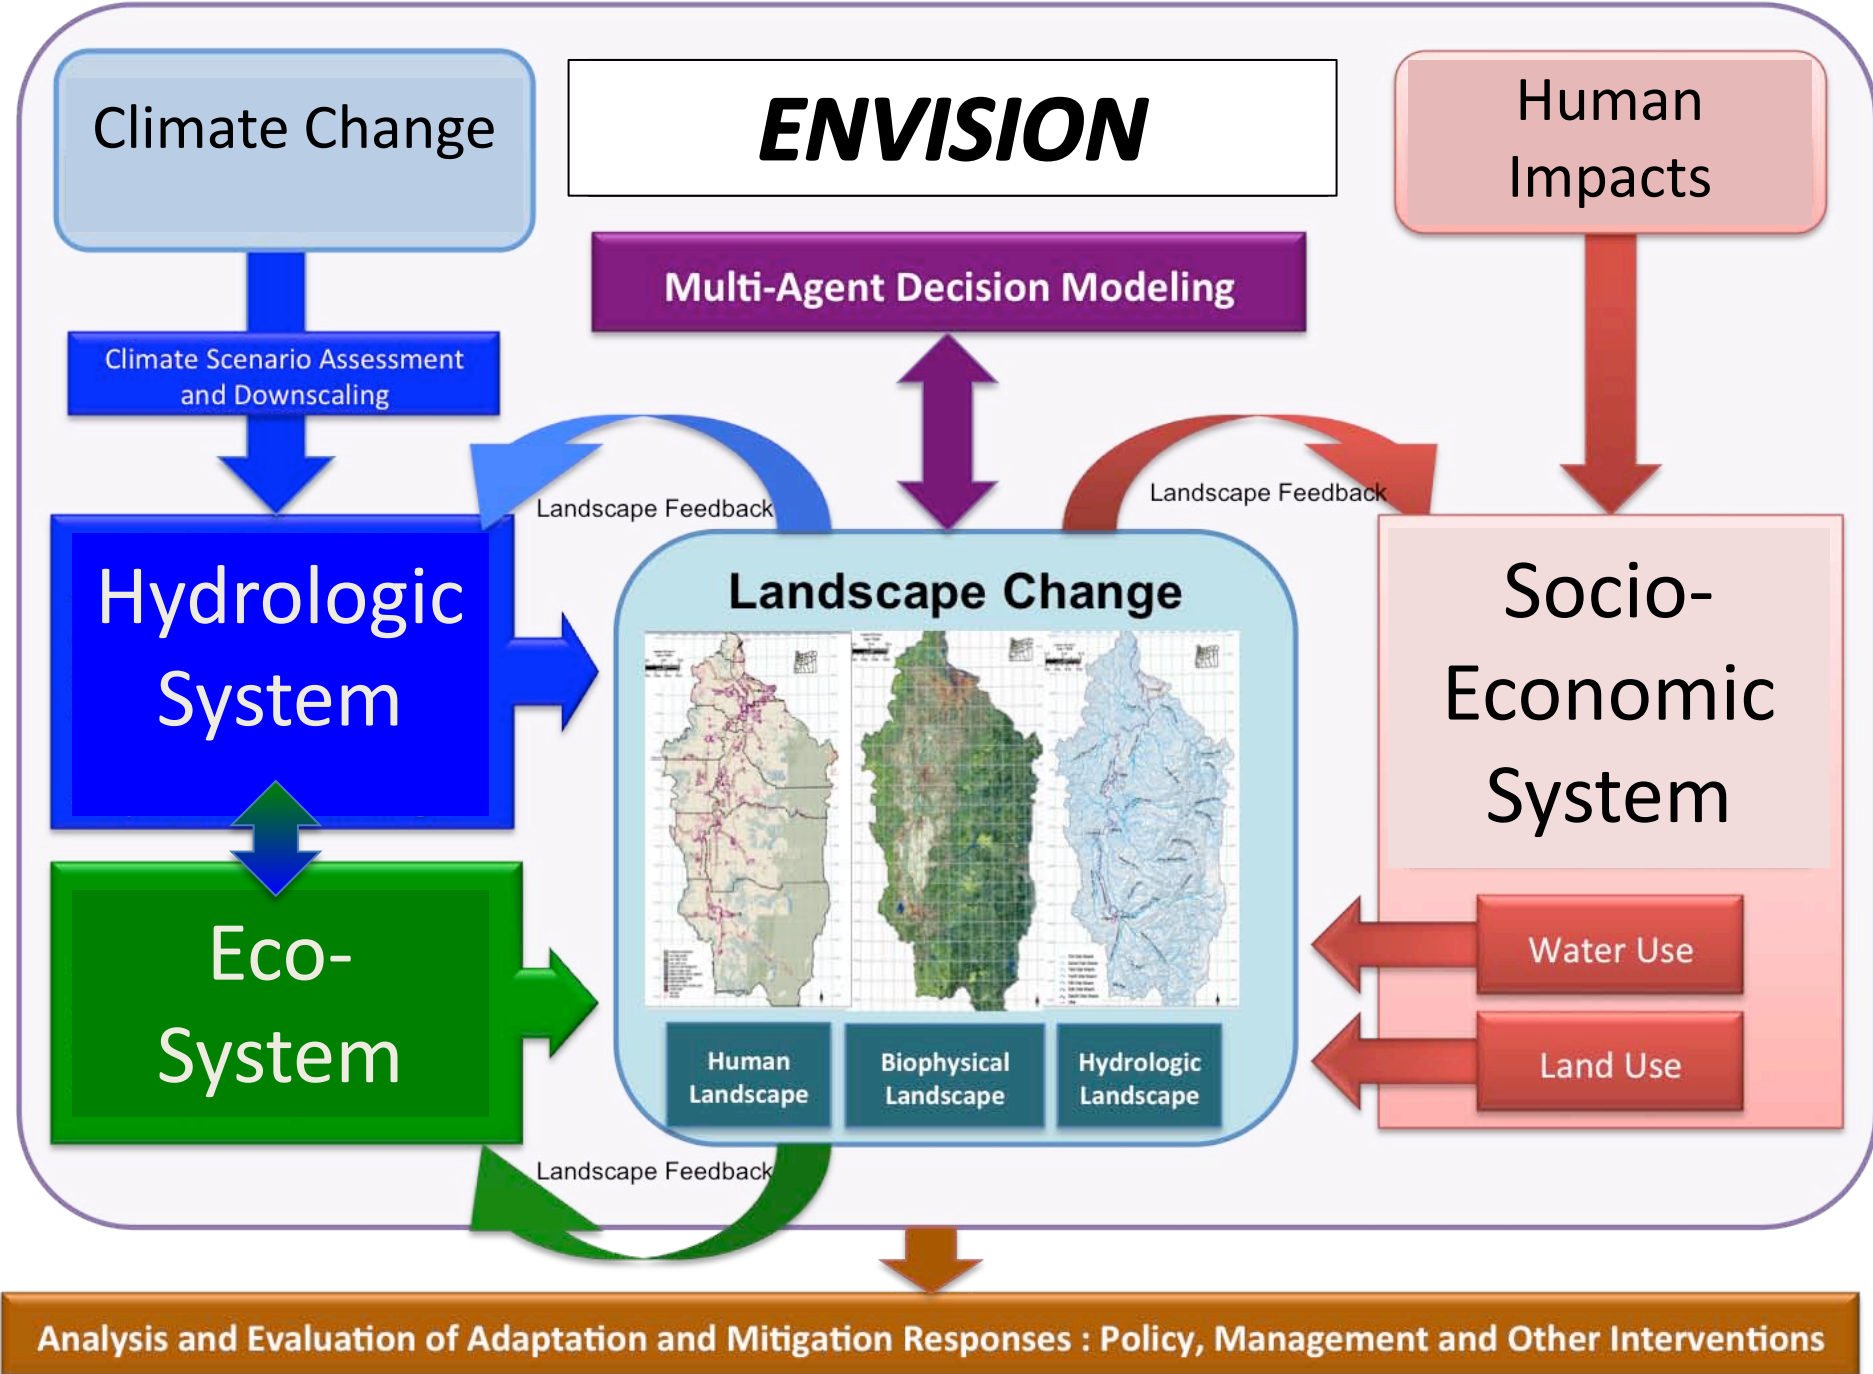 Climate Change
ENVISION
Human
Impacts
Multi-Agent Decision Modeling
Climate Scenario Assessment
and Downscaling
Landscape Feedback
Landscape Feedback
Hydrologic
System
Landscape Change
Socio-
Economic
System
Eco-
System
Water Use
Land Use
Human
Landscape
Biophysical
Landscape
Hydrologic
Landscape
Landscape Feedback
Analysis and Evaluation of Adaptation and Mitigation Responses : Policy, Management and Other Interventions